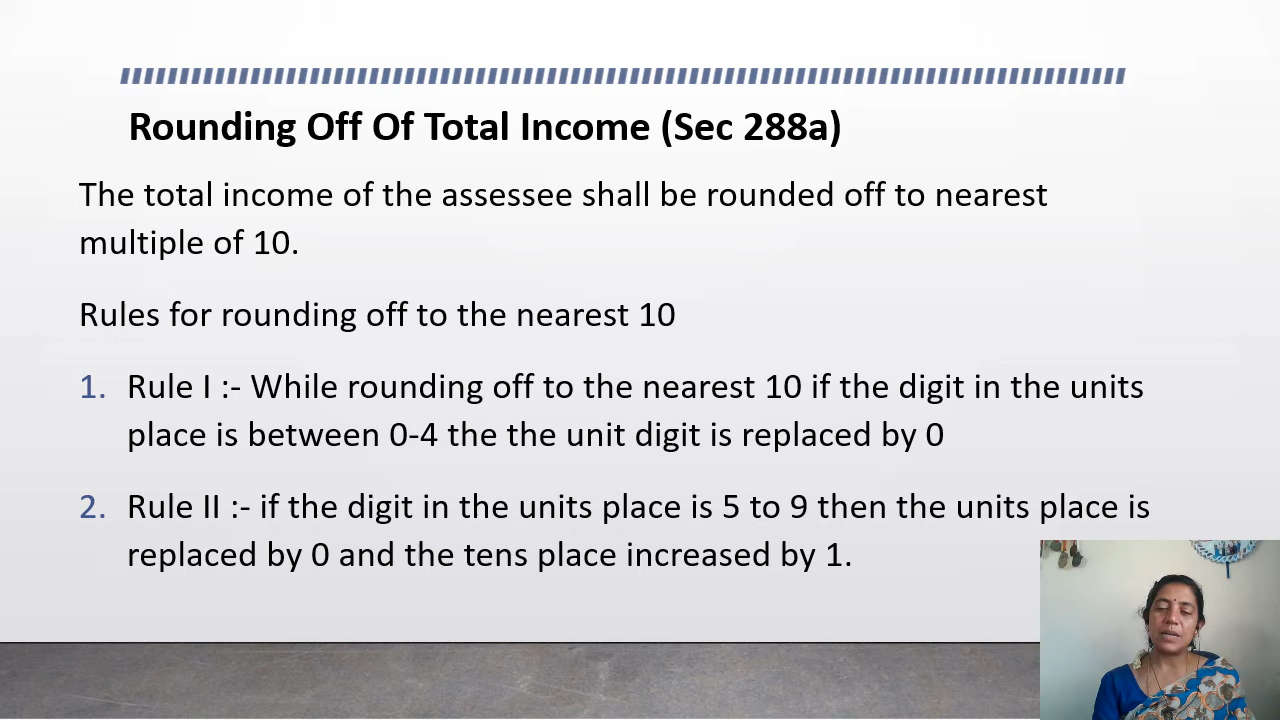 Rounding Off Of Total Income (Sec 288a)
The total income of the assessee shall be rounded off to nearest
multiple of 10.
Rules for rounding off to the nearest 10
1. Rule I :- While rounding off to the nearest 10 if the digit in the units
place is between 0-4 the the unit digit is replaced by 0
2. Rule II :- if the digit in the units place is 5 to 9 then the units place is
replaced by 0 and the tens place increased by 1.